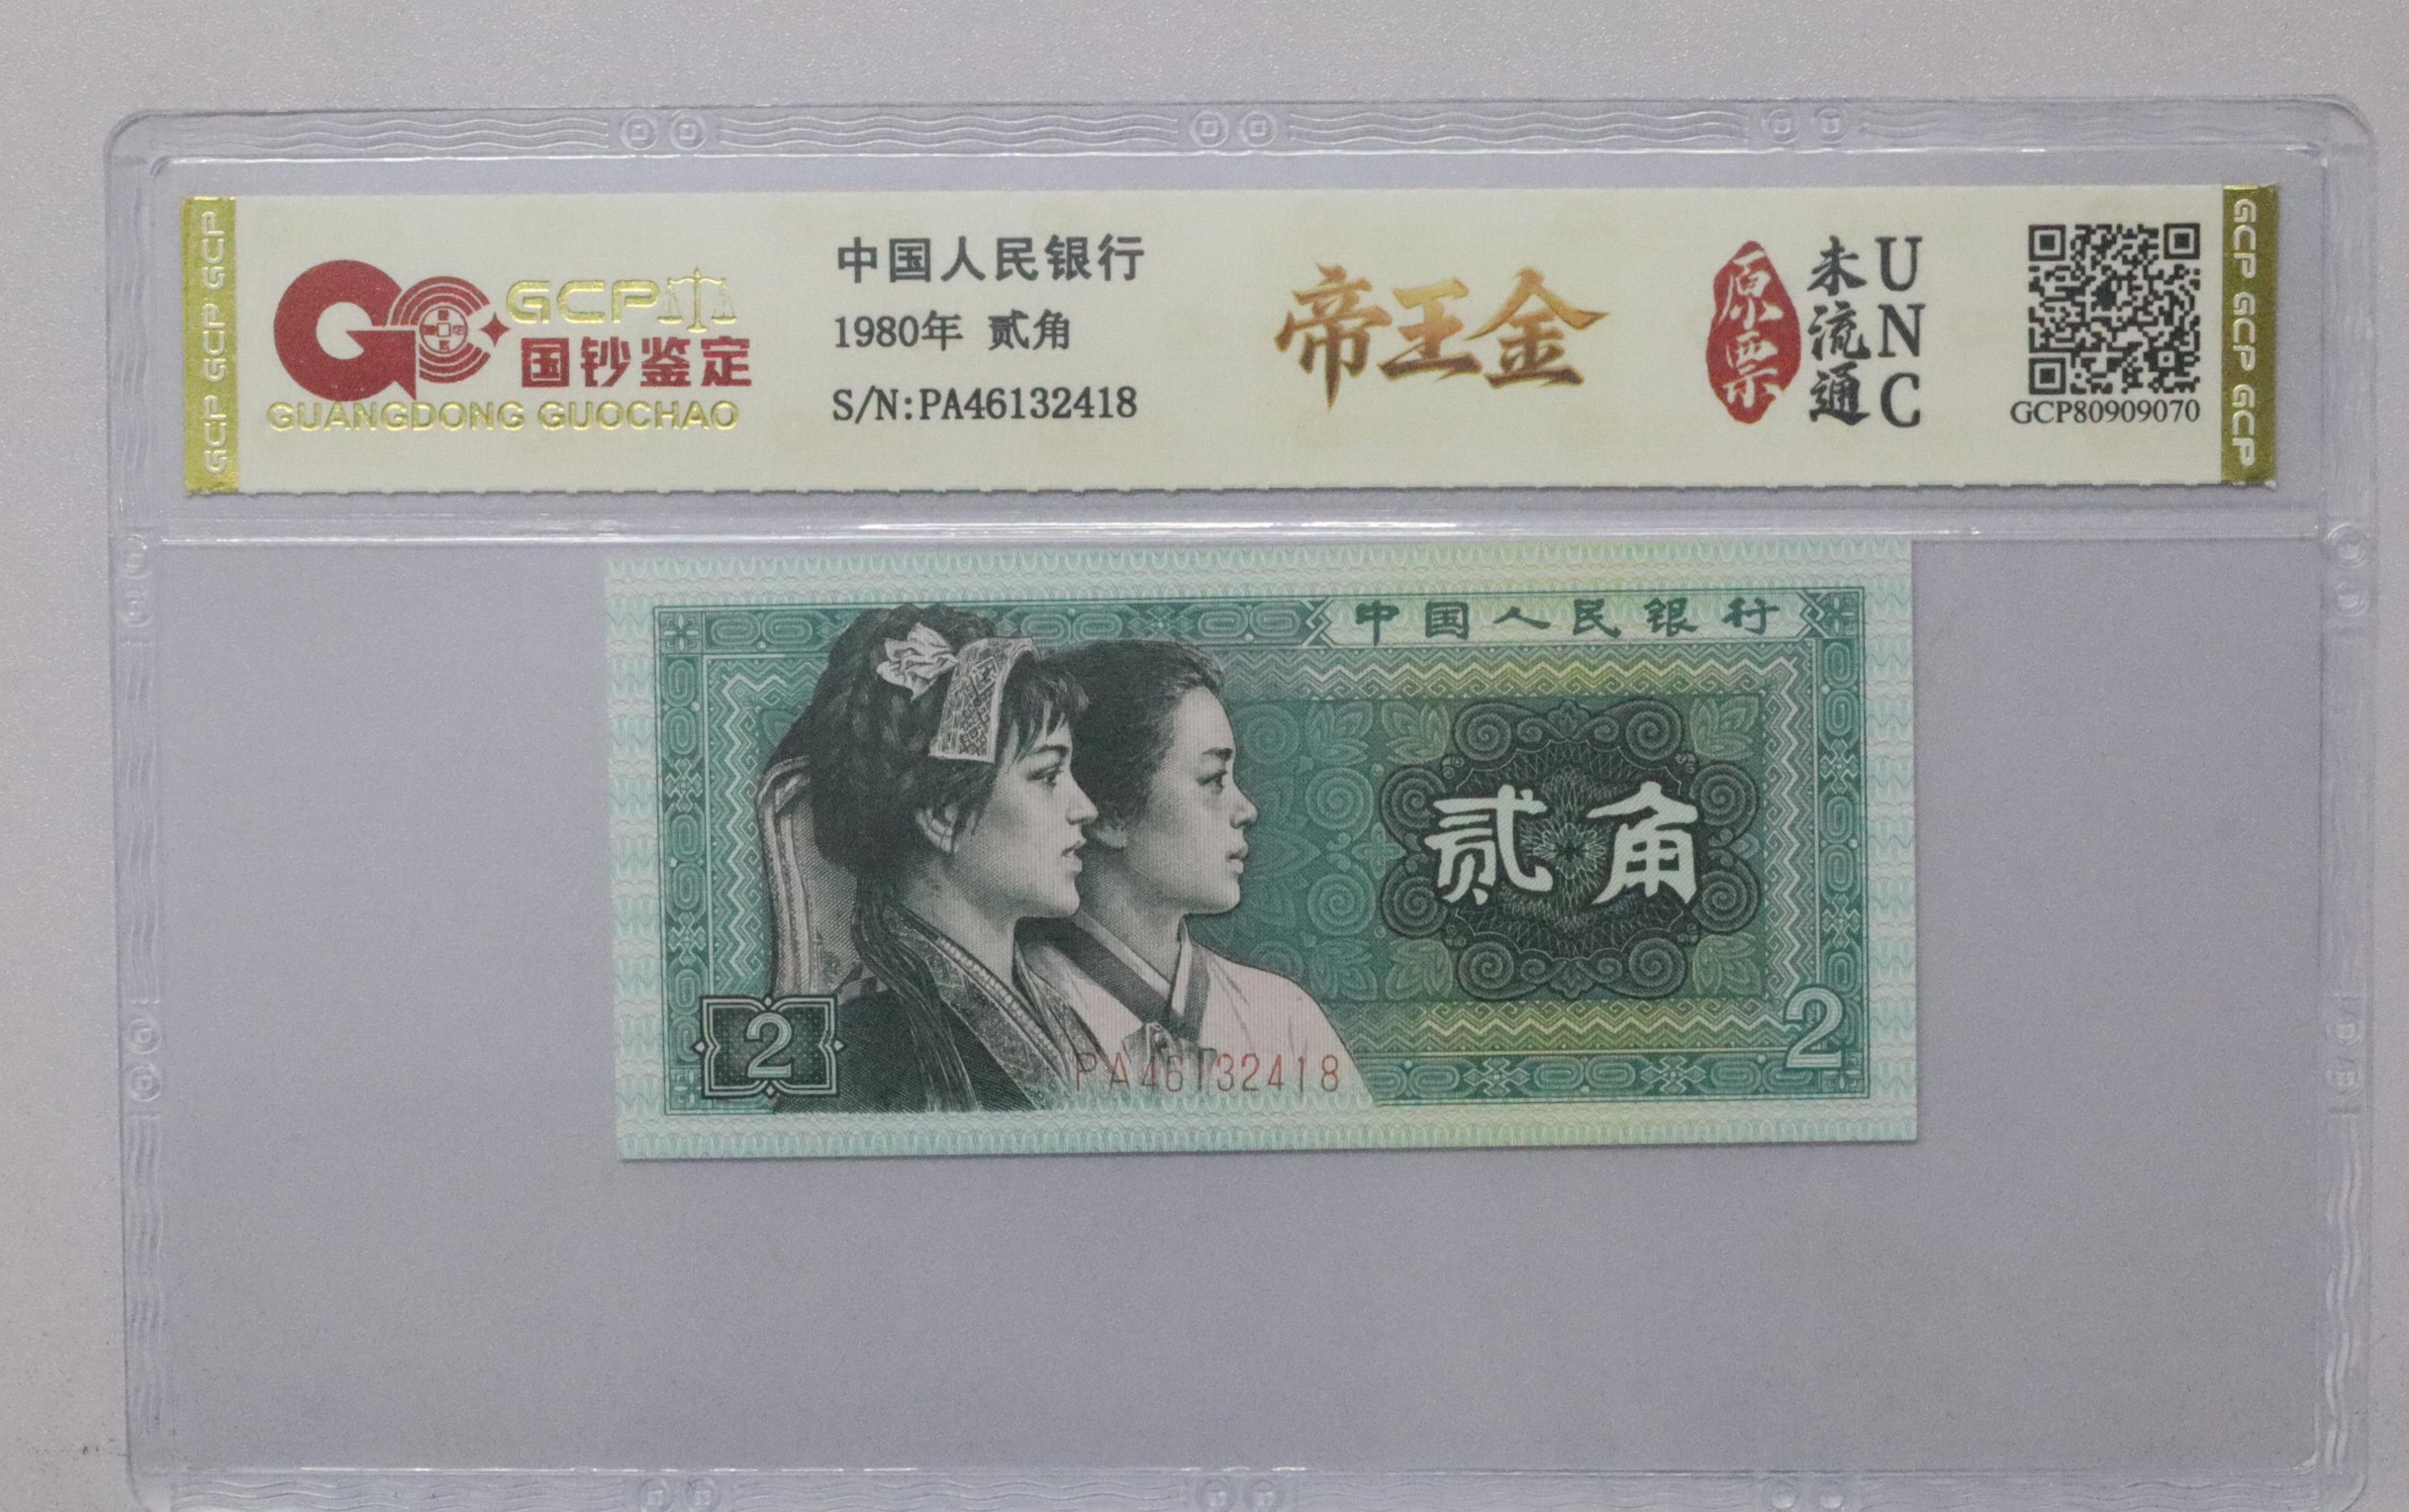 GCP GCP GCP
GCP
国钞鉴定
GUANGDONG GUOCHAO
中国人民银行
1980年 贰角
S/N:PA46132418
帝王金
原票
未流通
UNC
GCP80909070
GCP GCP GCP
中国人民银行
贰角
2
2
PA46132418